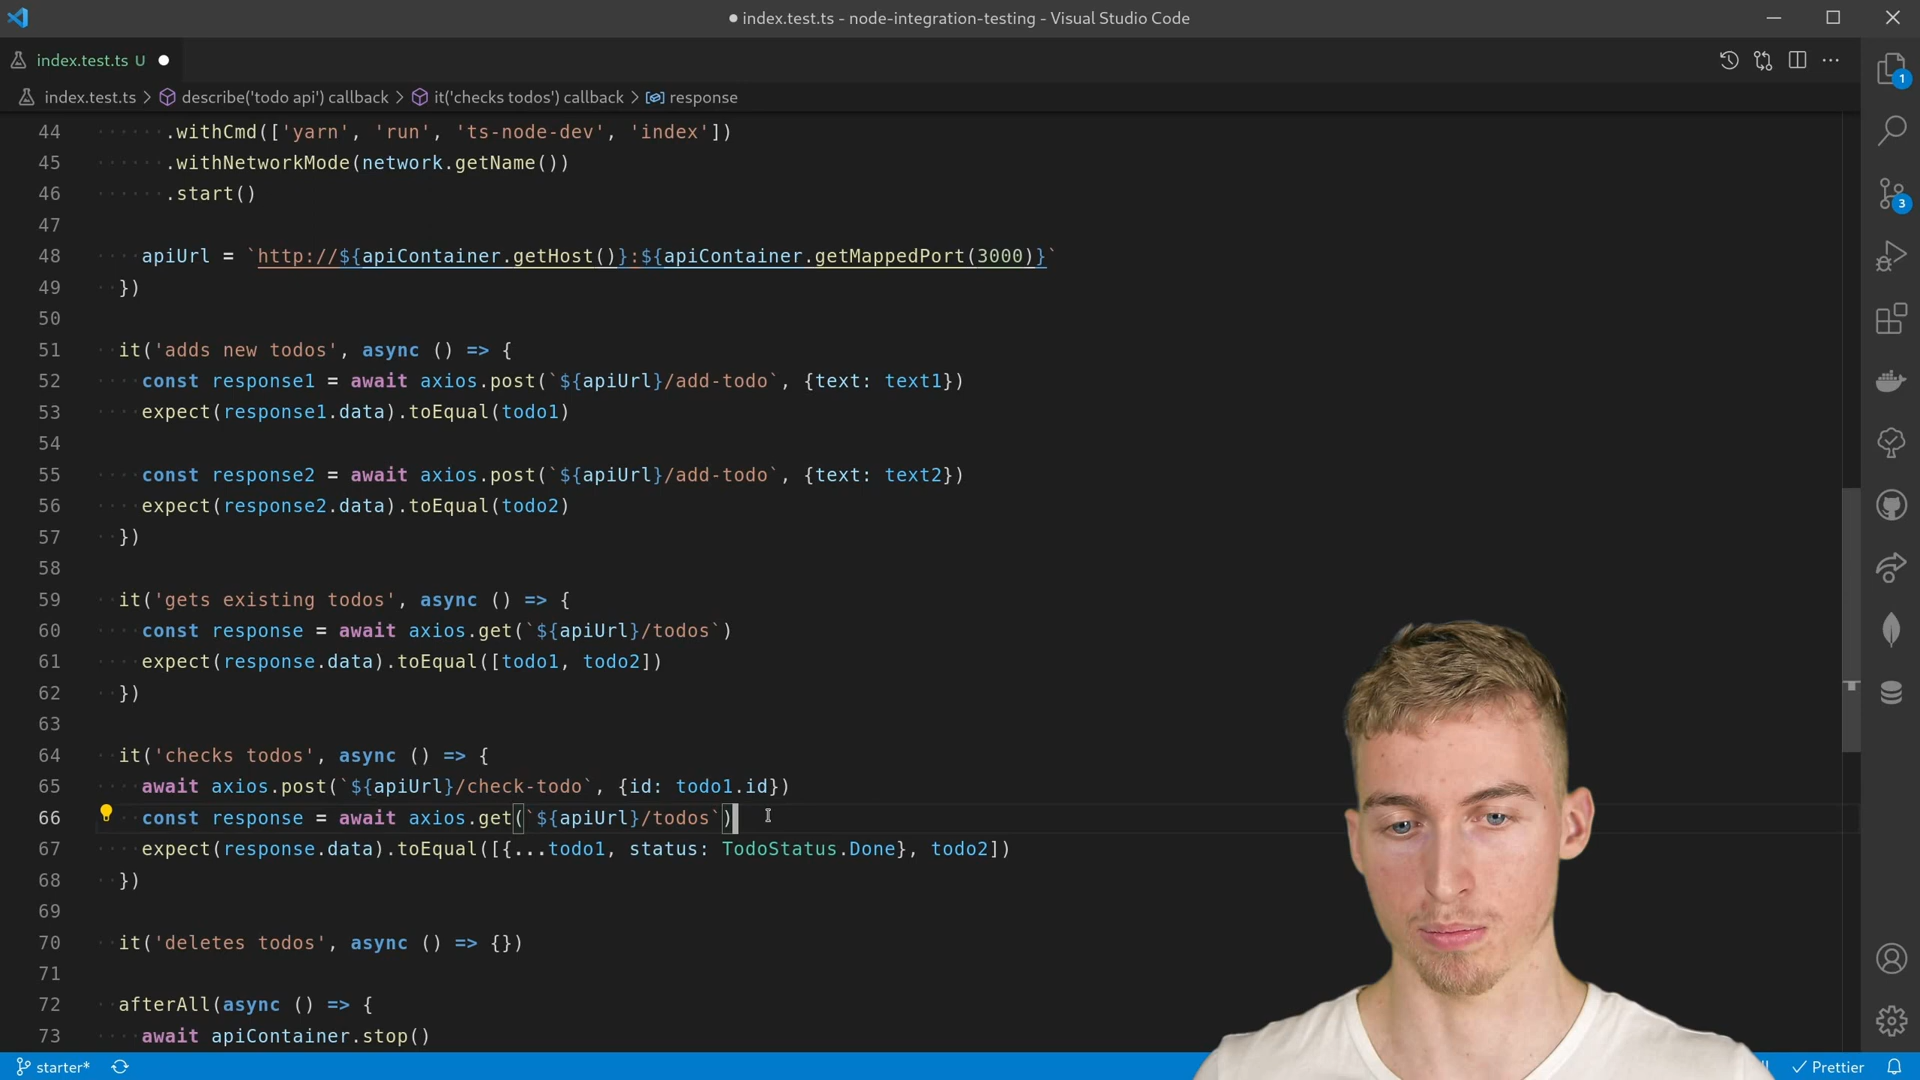 ● index.test.ts - node-integration-testing - Visual Studio Code
index.test.ts U ●
index.test.ts > describe('todo api') callback > it('checks todos') callback > response
44 .withCmd(['yarn', 'run', 'ts-node-dev', 'index'])
45 .withNetworkMode(network.getName())
46 .start()
47
48 apiUrl = `http://${apiContainer.getHost()}:${apiContainer.getMappedPort(3000)}`
49 })
50
51 it('adds new todos', async () => {
52 const response1 = await axios.post(`${apiUrl}/add-todo`, {text: text1})
53 expect(response1.data).toEqual(todo1)
54
55 const response2 = await axios.post(`${apiUrl}/add-todo`, {text: text2})
56 expect(response2.data).toEqual(todo2)
57 })
58
59 it('gets existing todos', async () => {
60 const response = await axios.get(`${apiUrl}/todos`)
61 expect(response.data).toEqual([todo1, todo2])
62 })
63
64 it('checks todos', async () => {
65 await axios.post(`${apiUrl}/check-todo`, {id: todo1.id})
66 const response = await axios.get(`${apiUrl}/todos`)
67 expect(response.data).toEqual([{...todo1, status: TodoStatus.Done}, todo2])
68 })
69
70 it('deletes todos', async () => {})
71
72 afterAll(async () => {
73 await apiContainer.stop()
1
3
starter*
Prettier